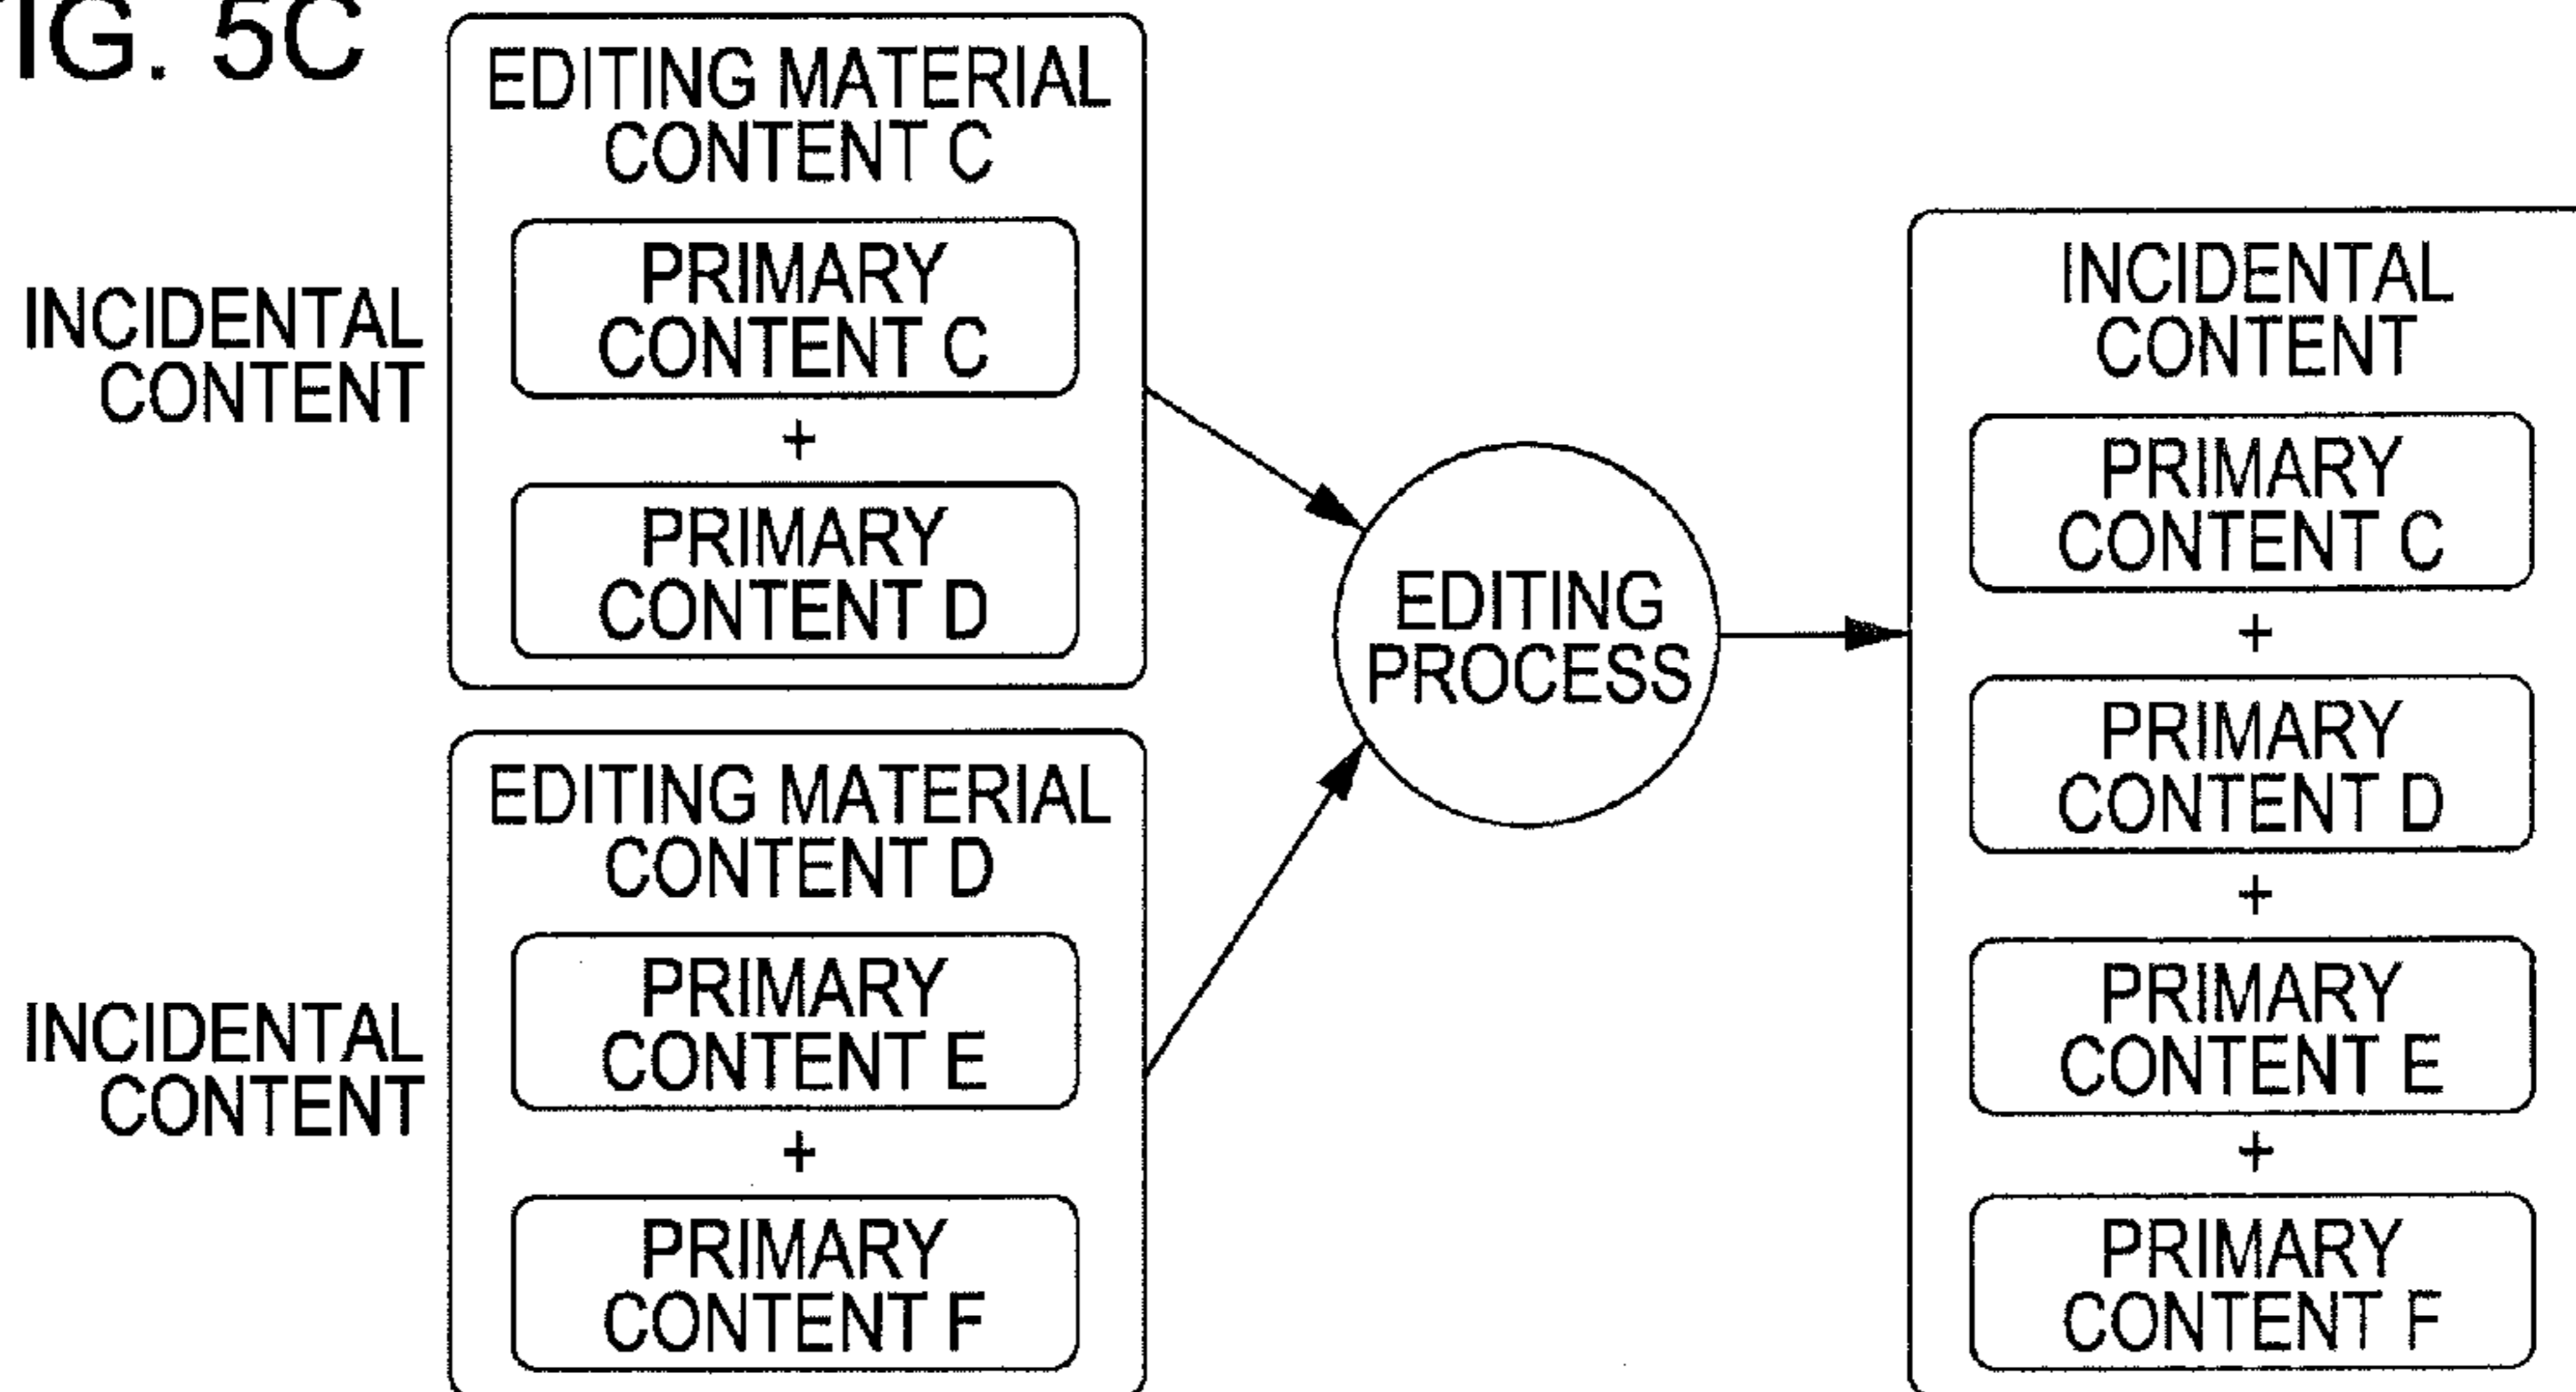 IG. 5C
EDITING MATERIAL
CONTENT C
INCIDENTAL
CONTENT
PRIMARY
CONTENT C
+
PRIMARY
CONTENT D
EDITING MATERIAL
CONTENT D
INCIDENTAL
CONTENT
PRIMARY
CONTENT E
+
PRIMARY
CONTENT F
EDITING
PROCESS
INCIDENTAL
CONTENT
PRIMARY
CONTENT C
+
PRIMARY
CONTENT D
+
PRIMARY
CONTENT E
+
PRIMARY
CONTENT F